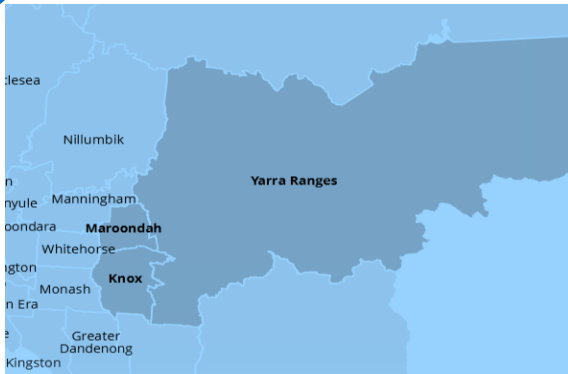 clesea
Nillumbik
Yarra Ranges
n
Manningham
nyule
oondara
Maroondah
Whitehorse
ngton
Knox
Monash
n Era
e
Greater
Dandenong
Kingston